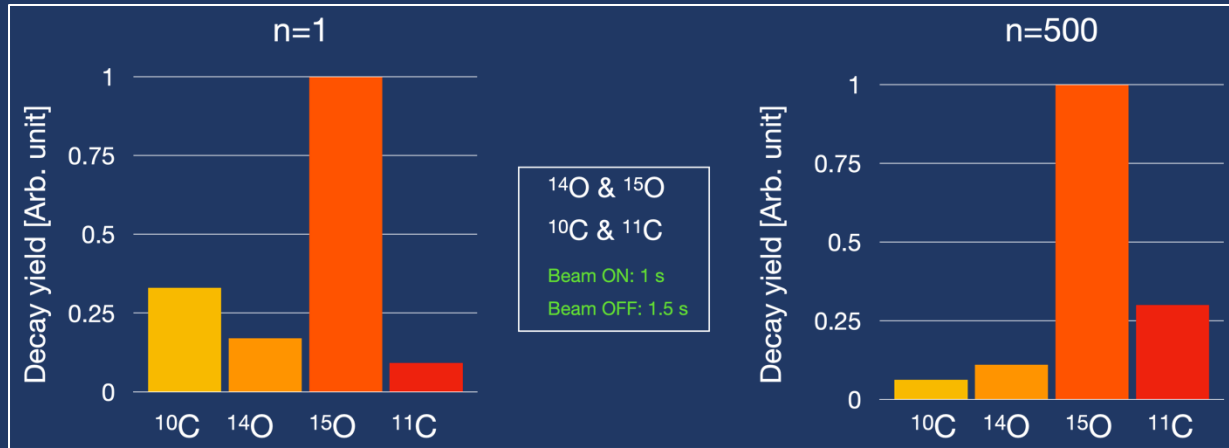 n=1
Decay yield [Arb. unit]
1
0.75
0.5
0.25
0
¹⁰C ¹⁴O ¹⁵O ¹¹C
¹⁴O & ¹⁵O
¹⁰C & ¹¹C
Beam ON: 1 s
Beam OFF: 1.5 s
n=500
Decay yield [Arb. unit]
1
0.75
0.5
0.25
0
¹⁰C ¹⁴O ¹⁵O ¹¹C